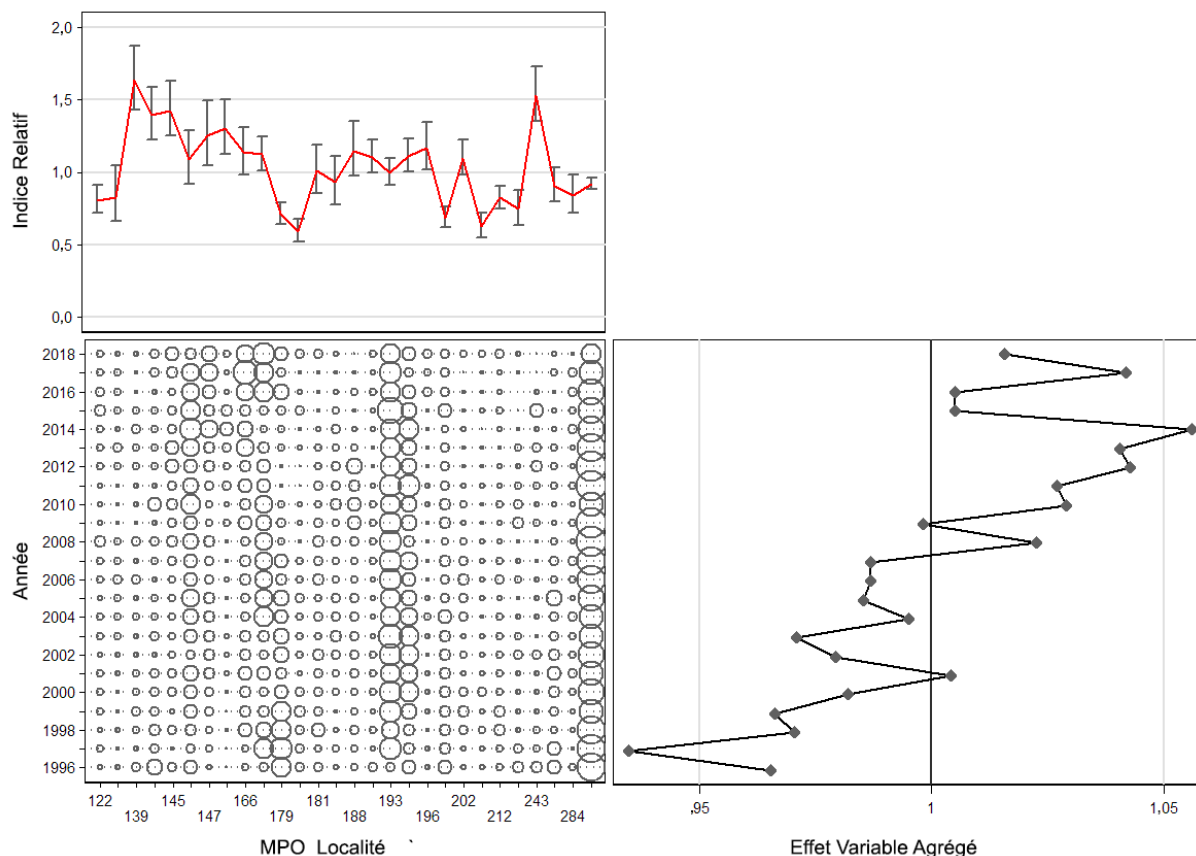 2,0
1,5
1,0
0,5
0,0
Indice Relatif
2018
2016
2014
2012
2010
2008
2006
2004
2002
2000
1998
1996
Année
122 145 166 181 193 202 243
139 147 179 188 196 212 284
MPO Localité `
,95 1 1,05
Effet Variable Agrégé